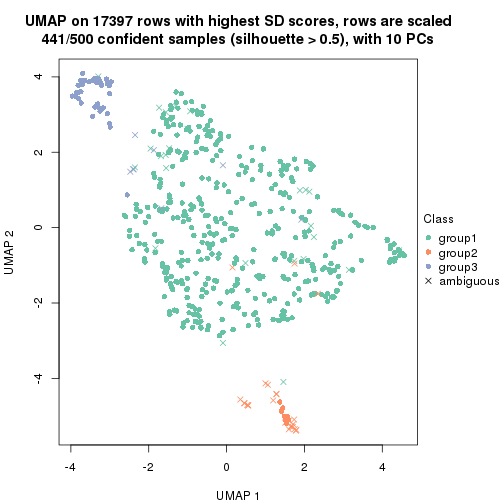 UMAP on 17397 rows with highest SD scores, rows are scaled
441/500 confident samples (silhouette > 0.5), with 10 PCs
4
2
0
-2
-4
UMAP 2
-4
-2
0
2
4
UMAP 1
Class
group1
group2
group3
ambiguous